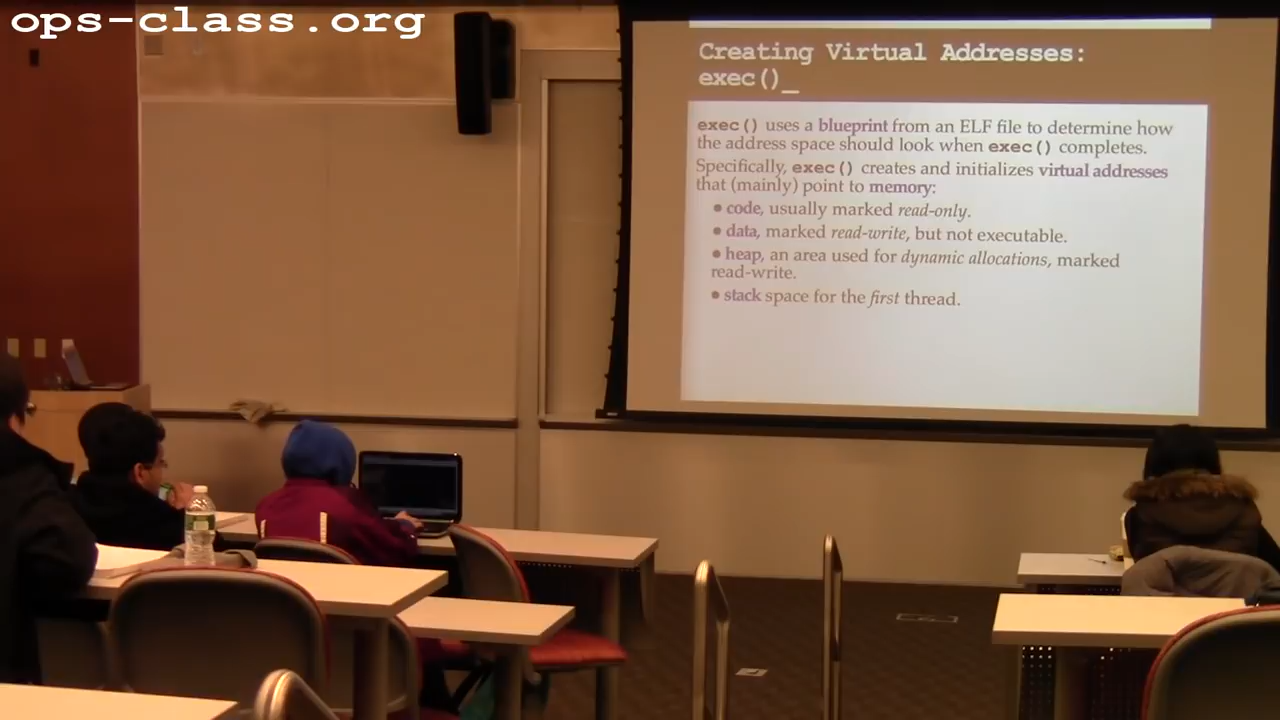 ops-class.org
Creating Virtual Addresses:
exec()_
exec() uses a blueprint from an ELF file to determine how
the address space should look when exec() completes.
Specifically, exec() creates and initializes virtual addresses
that (mainly) point to memory:
• code, usually marked read-only.
• data, marked read-write, but not executable.
• heap, an area used for dynamic allocations, marked
read-write.
• stack space for the first thread.